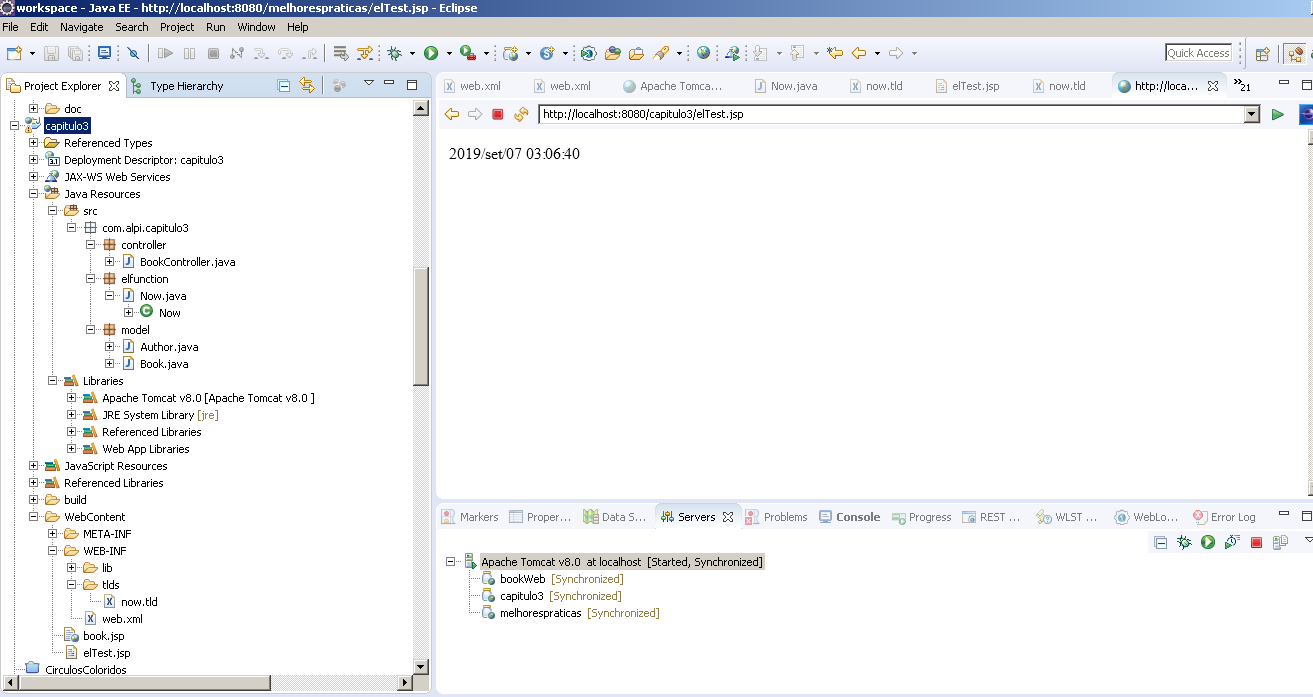 workspace - Java EE - http://localhost:8080/melhorespraticas/elTest.jsp - Eclipse
File Edit Navigate Search Project Run Window Help
Quick Access
Project Explorer Type Hierarchy
doc
capitulo3
Referenced Types
Deployment Descriptor: capitulo3
JAX-WS Web Services
Java Resources
src
com.alpi.capitulo3
controller
BookController.java
elfunction
Now.java
Now
model
Author.java
Book.java
Libraries
Apache Tomcat v8.0 [Apache Tomcat v8.0 ]
JRE System Library [jre]
Referenced Libraries
Web App Libraries
JavaScript Resources
Referenced Libraries
build
WebContent
META-INF
WEB-INF
lib
tlds
now.tld
web.xml
book.jsp
elTest.jsp
CirculosColoridos
web.xml web.xml Apache Tomca... Now.java now.tld elTest.jsp now.tld http://loca... »21
http://localhost:8080/capitulo3/elTest.jsp
2019/set/07 03:06:40
Markers Proper... Data S... Servers Problems Console Progress REST ... WLST ... WebLo... Error Log
Apache Tomcat v8.0 at localhost [Started, Synchronized]
bookWeb [Synchronized]
capitulo3 [Synchronized]
melhorespraticas [Synchronized]